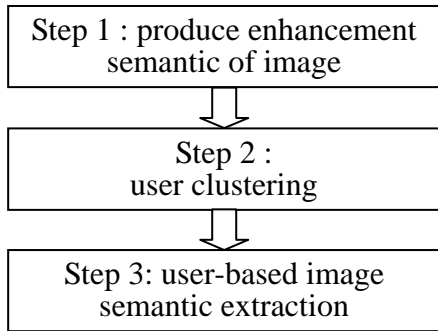 Step 1 : produce enhancement
semantic of image
Step 2 :
user clustering
Step 3: user-based image
semantic extraction